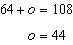 64 + o = 108
o = 44